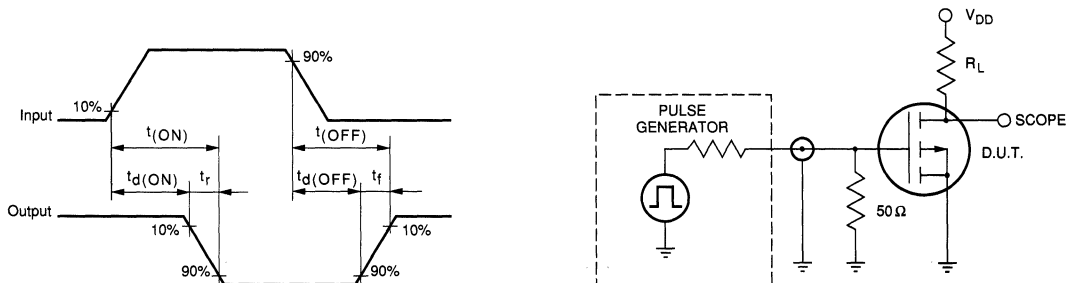 90%
10%
Input
t(ON)
t(OFF)
td(ON)
tr
td(OFF)
tf
Output
10%
10%
90%
90%
VDD
RL
PULSE
GENERATOR
SCOPE
D.U.T.
50Ω